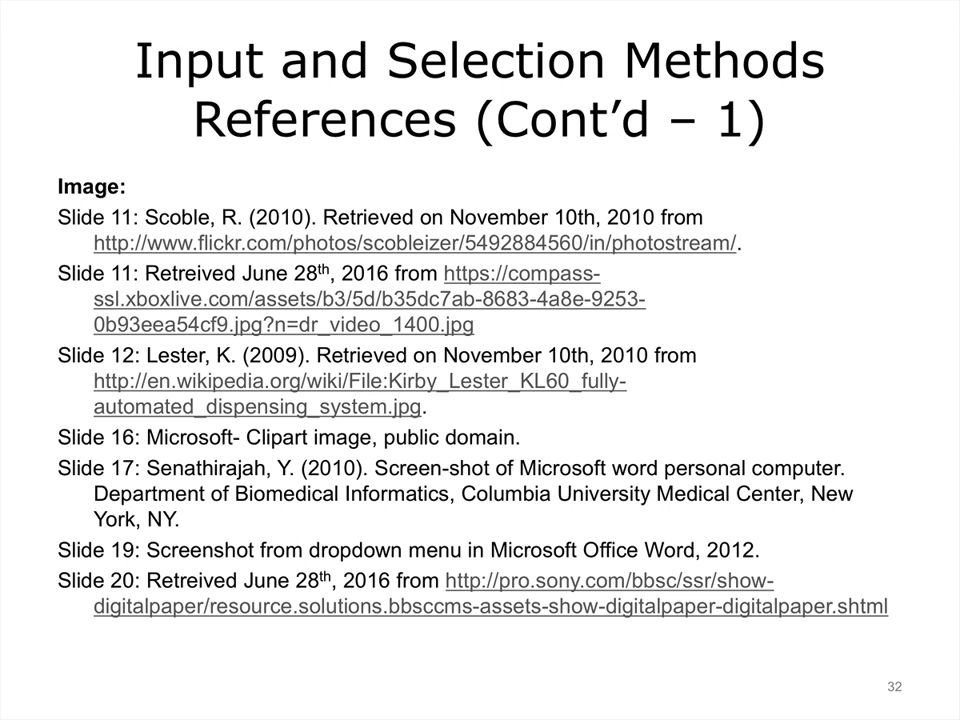 Input and Selection Methods
References (Cont’d – 1)
Image:
Slide 11: Scoble, R. (2010). Retrieved on November 10th, 2010 from
http://www.flickr.com/photos/scobleizer/5492884560/in/photostream/.
Slide 11: Retreived June 28th, 2016 from https://compass-
ssl.xboxlive.com/assets/b3/5d/b35dc7ab-8683-4a8e-9253-
0b93eea54cf9.jpg?n=dr_video_1400.jpg
Slide 12: Lester, K. (2009). Retrieved on November 10th, 2010 from
http://en.wikipedia.org/wiki/File:Kirby_Lester_KL60_fully-
automated_dispensing_system.jpg.
Slide 16: Microsoft- Clipart image, public domain.
Slide 17: Senathirajah, Y. (2010). Screen-shot of Microsoft word personal computer.
Department of Biomedical Informatics, Columbia University Medical Center, New
York, NY.
Slide 19: Screenshot from dropdown menu in Microsoft Office Word, 2012.
Slide 20: Retreived June 28th, 2016 from http://pro.sony.com/bbsc/ssr/show-
digitalpaper/resource.solutions.bbsccms-assets-show-digitalpaper-digitalpaper.shtml
32